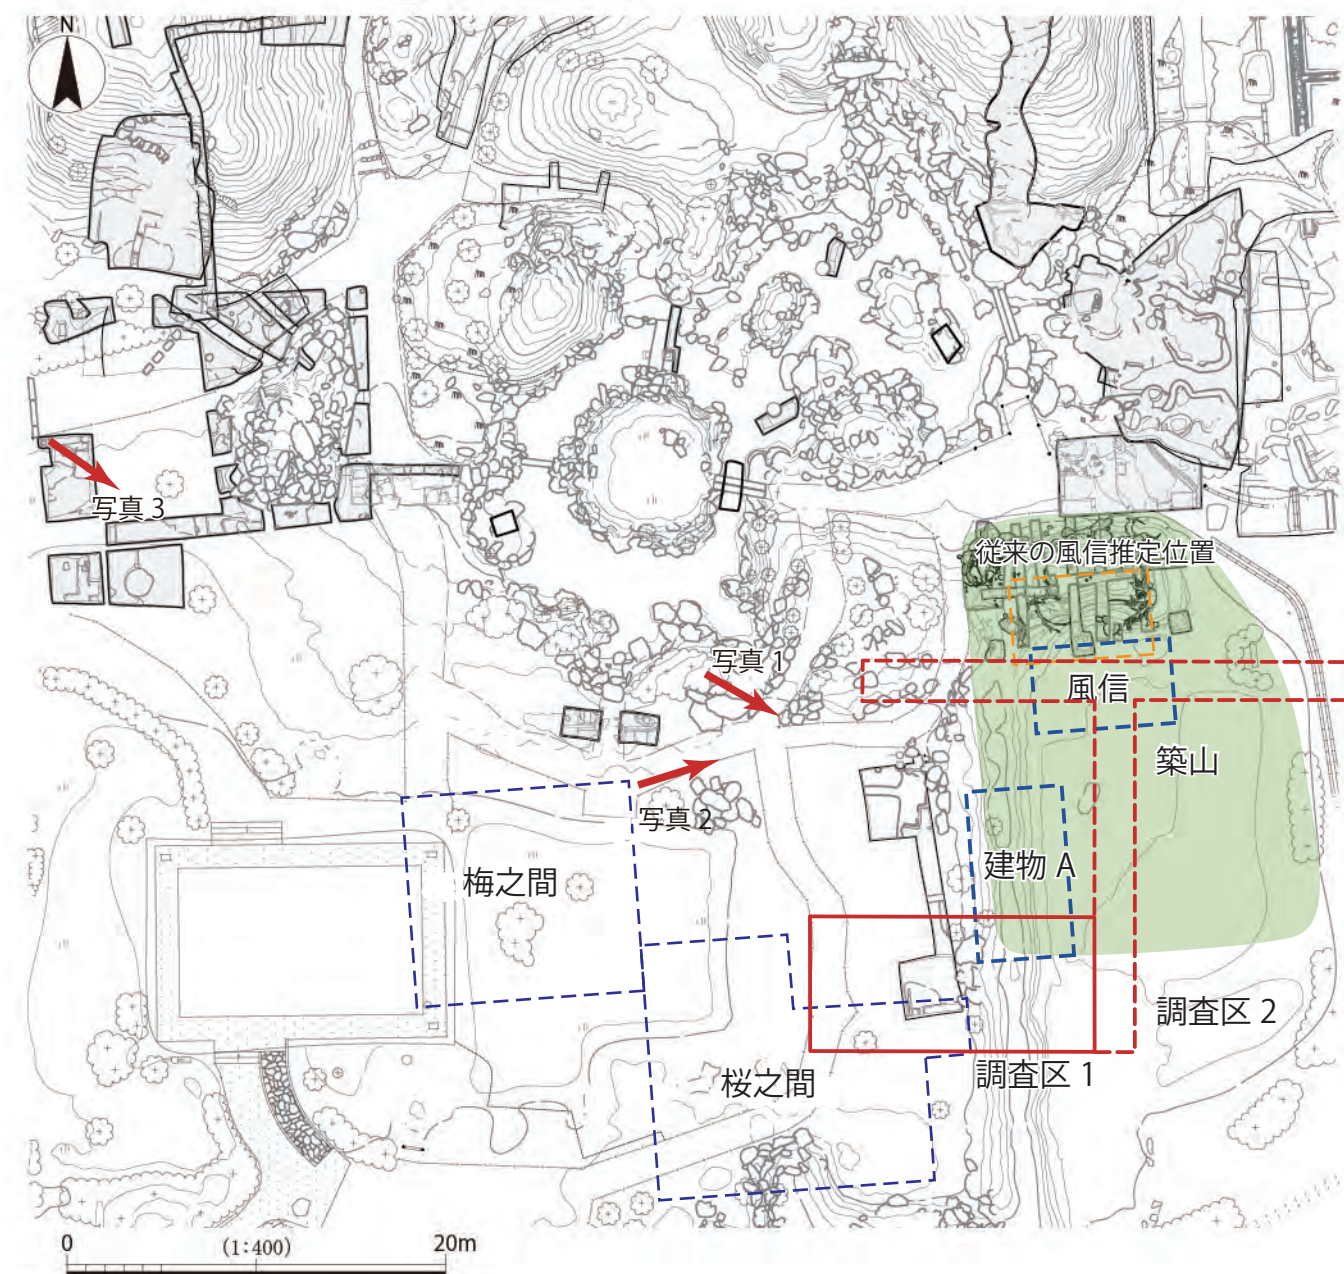 N
写真 3
従来の風信推定位置
写真 1
風信
築山
写真 2
建物 A
梅之間
調査区 2
桜之間
調査区 1
0
(1:400)
20m